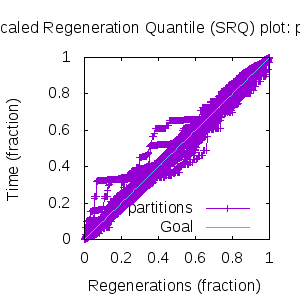 caled Regeneration Quantile (SRQ) plot: p
1
0.8
0.6
0.4
0.2
0
Time (fraction)
partitions
Goal
0 0.2 0.4 0.6 0.8 1
Regenerations (fraction)